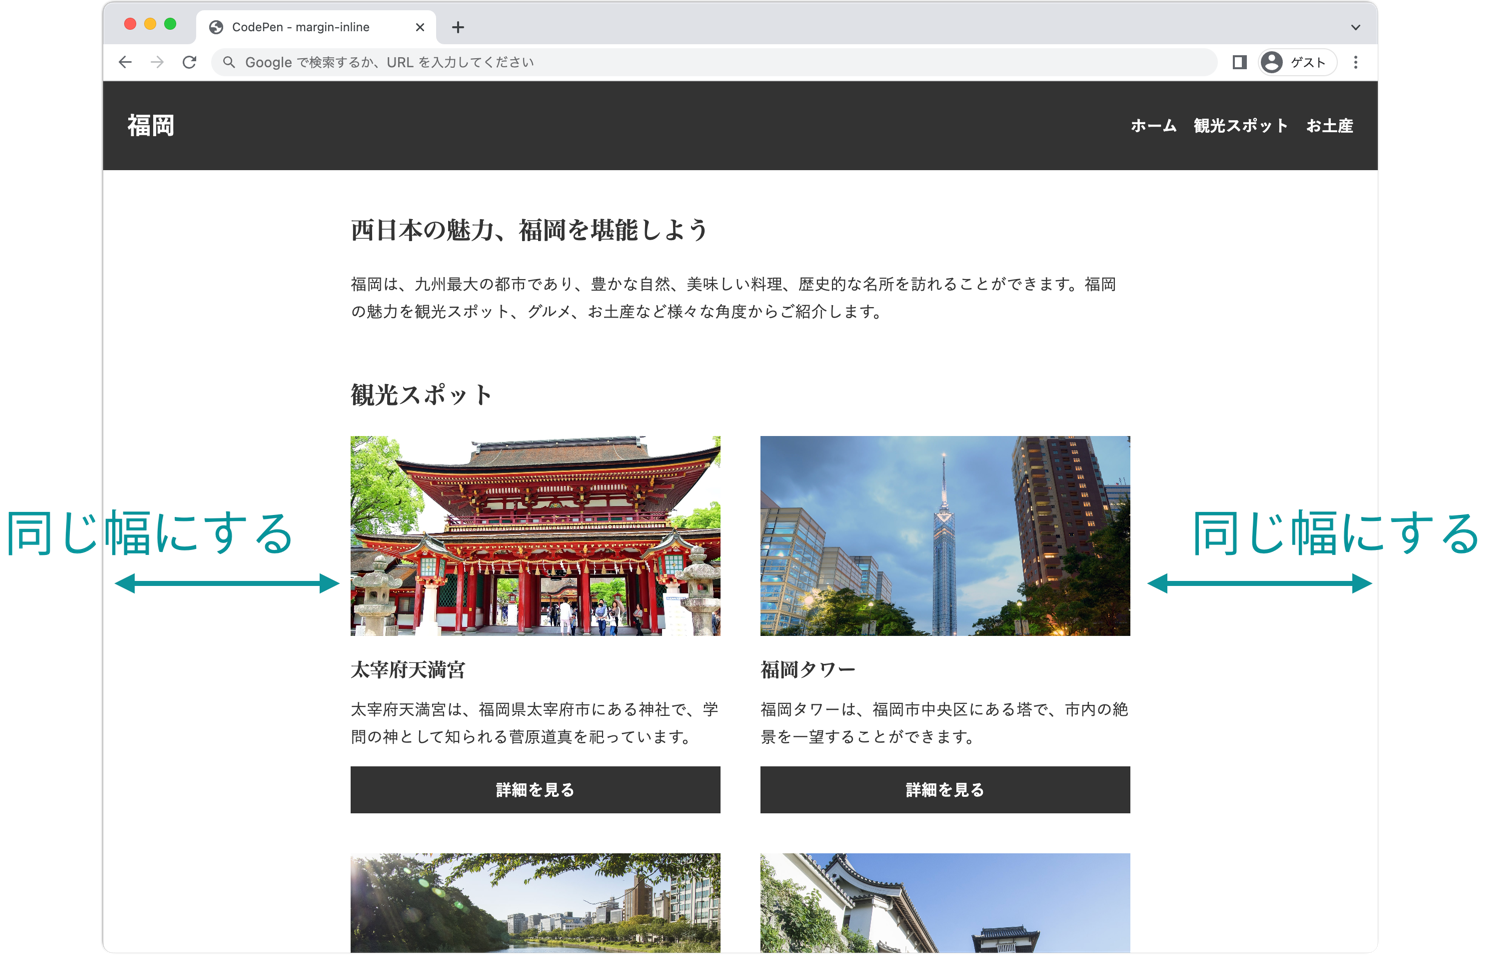 CodePen - margin-inline
Google で検索するか、URL を入力してください
ゲスト
福岡
ホーム 観光スポット お土産
西日本の魅力、福岡を堪能しよう
福岡は、九州最大の都市であり、豊かな自然、美味しい料理、歴史的な名所を訪れることができます。福岡
の魅力を観光スポット、グルメ、お土産など様々な角度からご紹介します。
観光スポット
同じ幅にする
同じ幅にする
太宰府天満宮
太宰府天満宮は、福岡県太宰府市にある神社で、学
問の神として知られる菅原道真を祀っています。
詳細を見る
福岡タワー
福岡タワーは、福岡市中央区にある塔で、市内の絶
景を一望することができます。
詳細を見る